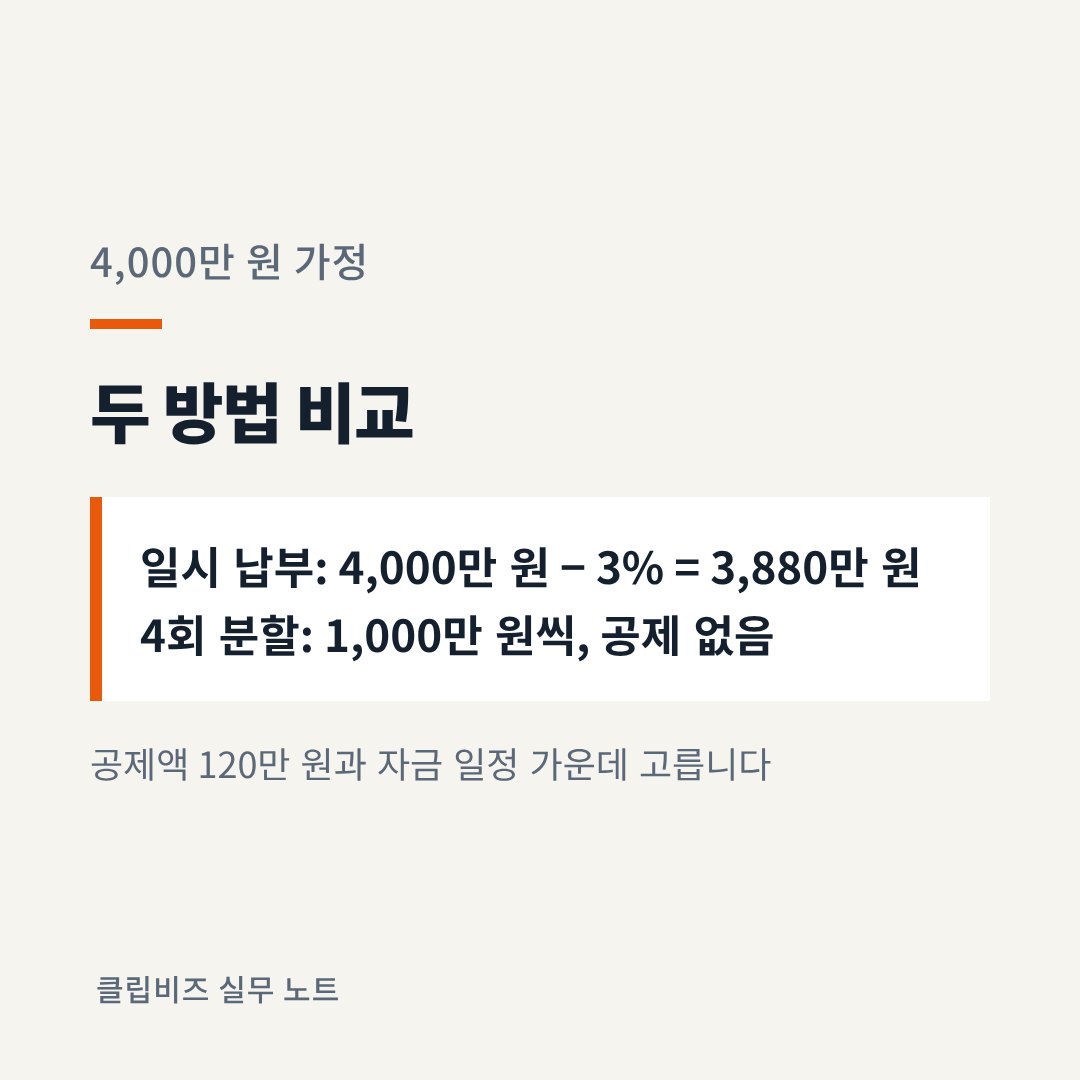 4,000만 원 가정
두 방법 비교
일시 납부: 4,000만 원 − 3% = 3,880만 원
4회 분할: 1,000만 원씩, 공제 없음
공제액 120만 원과 자금 일정 가운데 고릅니다
클립비즈 실무 노트